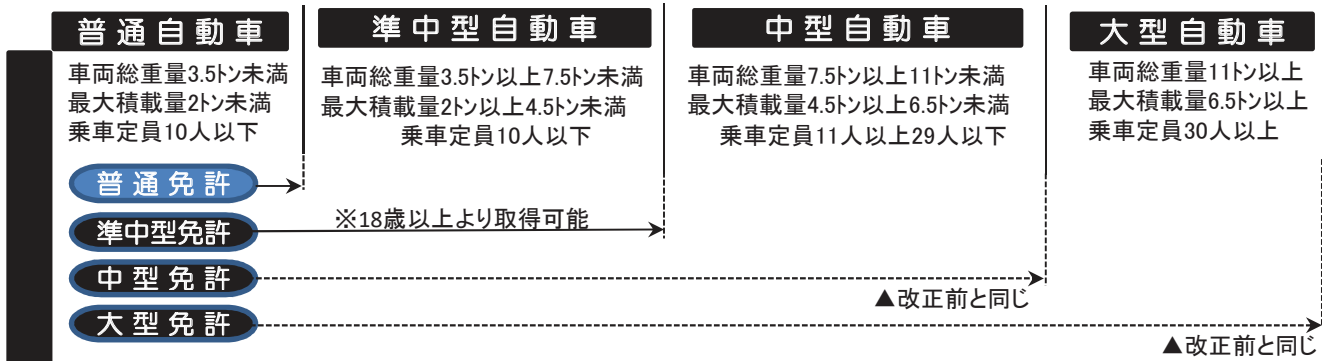 普通自動車
準中型自動車
中型自動車
大型自動車
車両総重量3.5トン未満
最大積載量2トン未満
乗車定員10人以下
車両総重量3.5トン以上7.5トン未満
最大積載量2トン以上4.5トン未満
乗車定員10人以下
車両総重量7.5トン以上11トン未満
最大積載量4.5トン以上6.5トン未満
乗車定員11人以上29人以下
車両総重量11トン以上
最大積載量6.5トン以上
乗車定員30人以上
普通免許
準中型免許
※18歳以上より取得可能
中型免許
▲改正前と同じ
大型免許
▲改正前と同じ